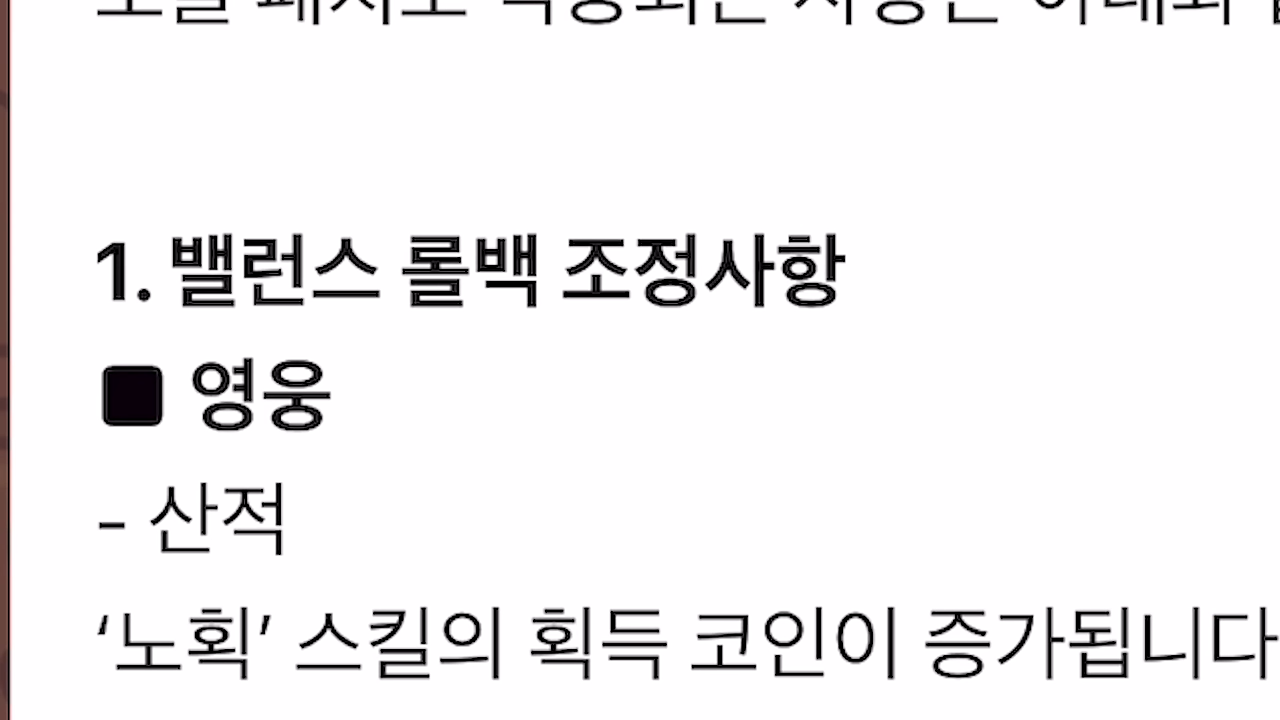 1. 밸런스 롤백 조정사항
■ 영웅
- 산적
‘노획’ 스킬의 획득 코인이 증가됩니다